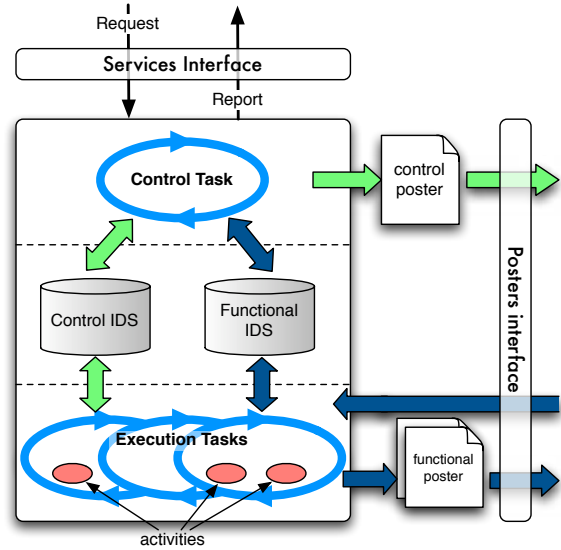 Request
Services Interface
Report
Control Task
control
poster
Posters interface
Control IDS
Functional
IDS
Execution Tasks
functional
poster
activities